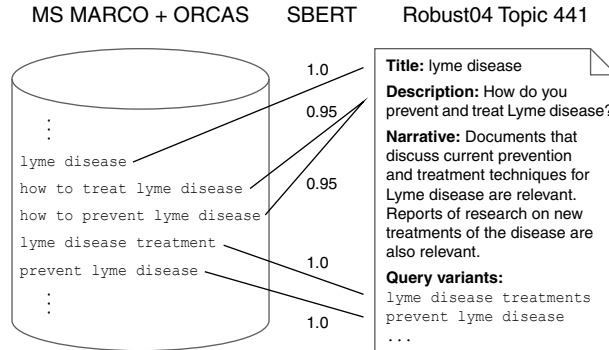 MS MARCO + ORCAS
SBERT
Robust04 Topic 441
⋮
lyme disease
how to treat lyme disease
how to prevent lyme disease
lyme disease treatment
prevent lyme disease
⋮
1.0
0.95
0.95
1.0
1.0
Title: lyme disease
Description: How do you
prevent and treat Lyme disease?
Narrative: Documents that
discuss current prevention
and treatment techniques for
Lyme disease are relevant.
Reports of research on new
treatments of the disease are
also relevant.
Query variants:
lyme disease treatments
prevent lyme disease
...